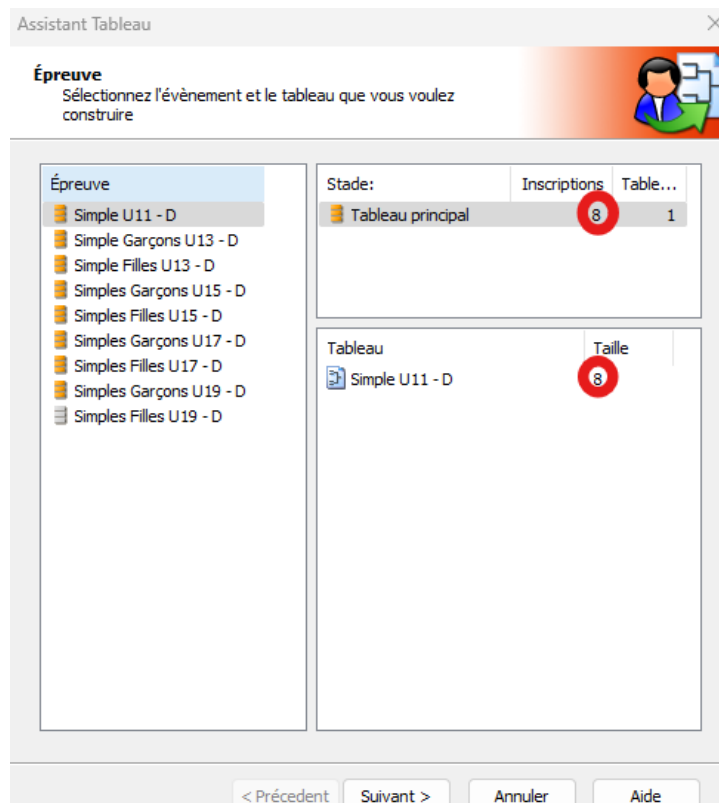 Assistant Tableau
Épreuve
Sélectionnez l'évènement et le tableau que vous voulez
construire
Épreuve
Simple U11 - D
Simple Garçons U13 - D
Simple Filles U13 - D
Simples Garçons U15 - D
Simples Filles U15 - D
Simples Garçons U17 - D
Simples Filles U17 - D
Simples Garçons U19 - D
Simples Filles U19 - D
Stade: Inscriptions Table...
Tableau principal 8 1
Tableau Taille
Simple U11 - D 8
< Précedent Suivant > Annuler Aide